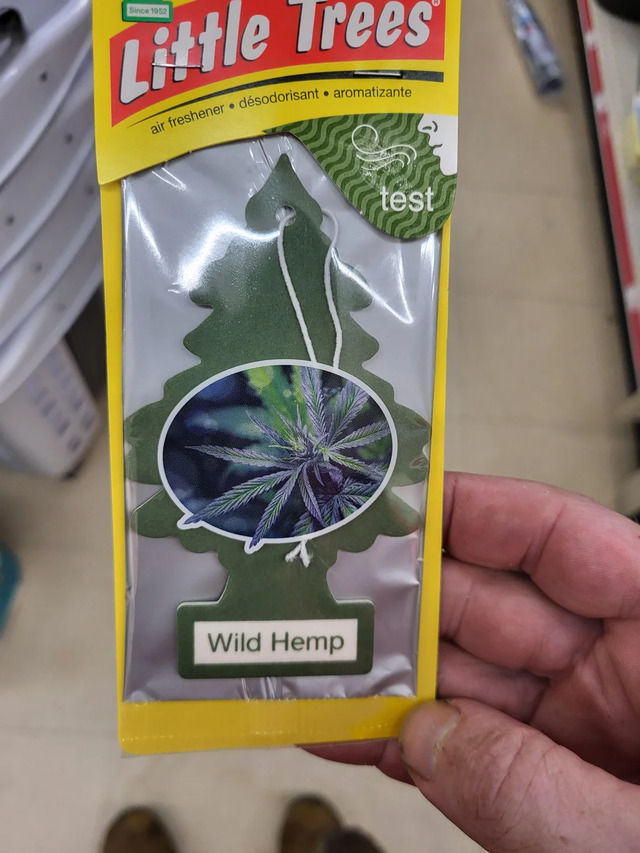 Since 1952
Little Trees®
air freshener • désodorisant • aromatizante
test
Wild Hemp